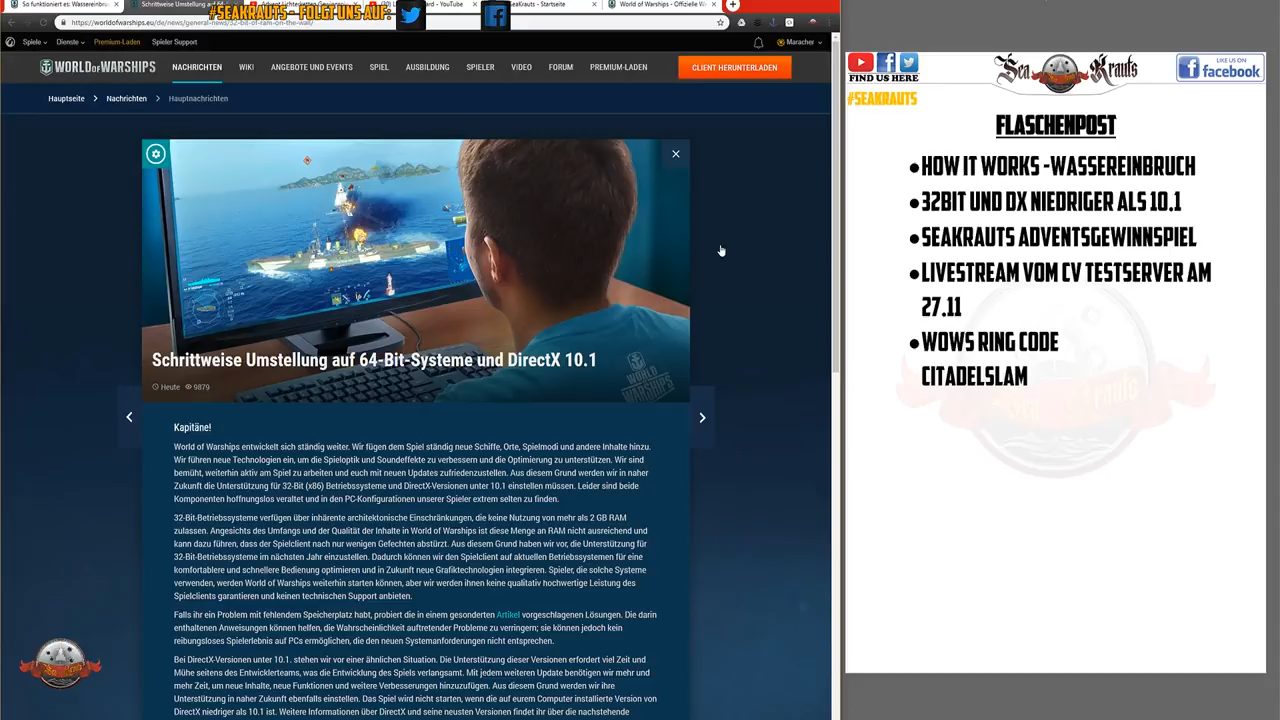 So funktioniert es: Wassereinbruch
Schrittweise Umstellung auf 64-
YouTube
SeaKrauts - Startseite
World of Warships - Offizielle W
#SEAKRAUTS - FOLGT UNS AUF:
https://worldofwarships.eu/de/news/general-news/32-bit-of-ram-on-the-wall/
Spiele
Dienste
Premium-Laden
Spieler Support
Maracher
WORLD OF WARSHIPS
NACHRICHTEN
WIKI
ANGEBOTE UND EVENTS
SPIEL
AUSBILDUNG
SPIELER
VIDEO
FORUM
PREMIUM-LADEN
CLIENT HERUNTERLADEN
Hauptseite > Nachrichten > Hauptnachrichten
Schrittweise Umstellung auf 64-Bit-Systeme und DirectX 10.1
Heute 9879
WORLD OF WARSHIPS
Kapitäne!
World of Warships entwickelt sich ständig weiter. Wir fügen dem Spiel ständig neue Schiffe, Orte, Spielmodi und andere Inhalte hinzu.
Wir führen neue Technologien ein, um die Spieloptik und Soundeffekte zu verbessern und die Optimierung zu unterstützen. Wir sind
bemüht, weiterhin aktiv am Spiel zu arbeiten und euch mit neuen Updates zufriedenzustellen. Aus diesem Grund werden wir in naher
Zukunft die Unterstützung für 32-Bit (x86) Betriebssysteme und DirectX-Versionen unter 10.1 einstellen müssen. Leider sind beide
Komponenten hoffnungslos veraltet und in den PC-Konfigurationen unserer Spieler extrem selten zu finden.
32-Bit-Betriebssysteme verfügen über inhärente architektonische Einschränkungen, die keine Nutzung von mehr als 2 GB RAM
zulassen. Angesichts des Umfangs und der Qualität der Inhalte in World of Warships ist diese Menge an RAM nicht ausreichend und
kann dazu führen, dass der Spielclient nach nur wenigen Gefechten abstürzt. Aus diesem Grund haben wir vor, die Unterstützung für
32-Bit-Betriebssysteme im nächsten Jahr einzustellen. Dadurch können wir den Spielclient auf aktuellen Betriebssystemen für eine
komfortablere und schnellere Bedienung optimieren und in Zukunft neue Grafiktechnologien integrieren. Spieler, die solche Systeme
verwenden, werden World of Warships weiterhin starten können, aber wir werden ihnen keine qualitativ hochwertige Leistung des
Spielclients garantieren und keinen technischen Support anbieten.
Falls ihr ein Problem mit fehlendem Speicherplatz habt, probiert die in einem gesonderten Artikel vorgeschlagenen Lösungen. Die darin
enthaltenen Anweisungen können helfen, die Wahrscheinlichkeit auftretender Probleme zu verringern; sie können jedoch kein
reibungsloses Spielerlebnis auf PCs ermöglichen, die den neuen Systemanforderungen nicht entsprechen.
Bei DirectX-Versionen unter 10.1. stehen wir vor einer ähnlichen Situation. Die Unterstützung dieser Versionen erfordert viel Zeit und
Mühe seitens des Entwicklerteams, was die Entwicklung des Spiels verlangsamt. Mit jedem weiteren Update benötigen wir mehr und
mehr Zeit, um neue Inhalte, neue Funktionen und weitere Verbesserungen hinzuzufügen. Aus diesem Grund werden wir ihre
Unterstützung in naher Zukunft ebenfalls einstellen. Das Spiel wird nicht starten, wenn die auf eurem Computer installierte Version von
DirectX niedriger als 10.1 ist. Weitere Informationen über DirectX und seine neusten Versionen findet ihr über die nachstehende
FIND US HERE
Sea Krauts
LIKE US ON
facebook
#SEAKRAUTS
FLASCHENPOST
•HOW IT WORKS -WASSEREINBRUCH
•32BIT UND DX NIEDRIGER ALS 10.1
•SEAKRAUTS ADVENTSGEWINNSPIEL
•LIVESTREAM VOM CV TESTSERVER AM
27.11
•WOWS RING CODE
CITADELSLAM